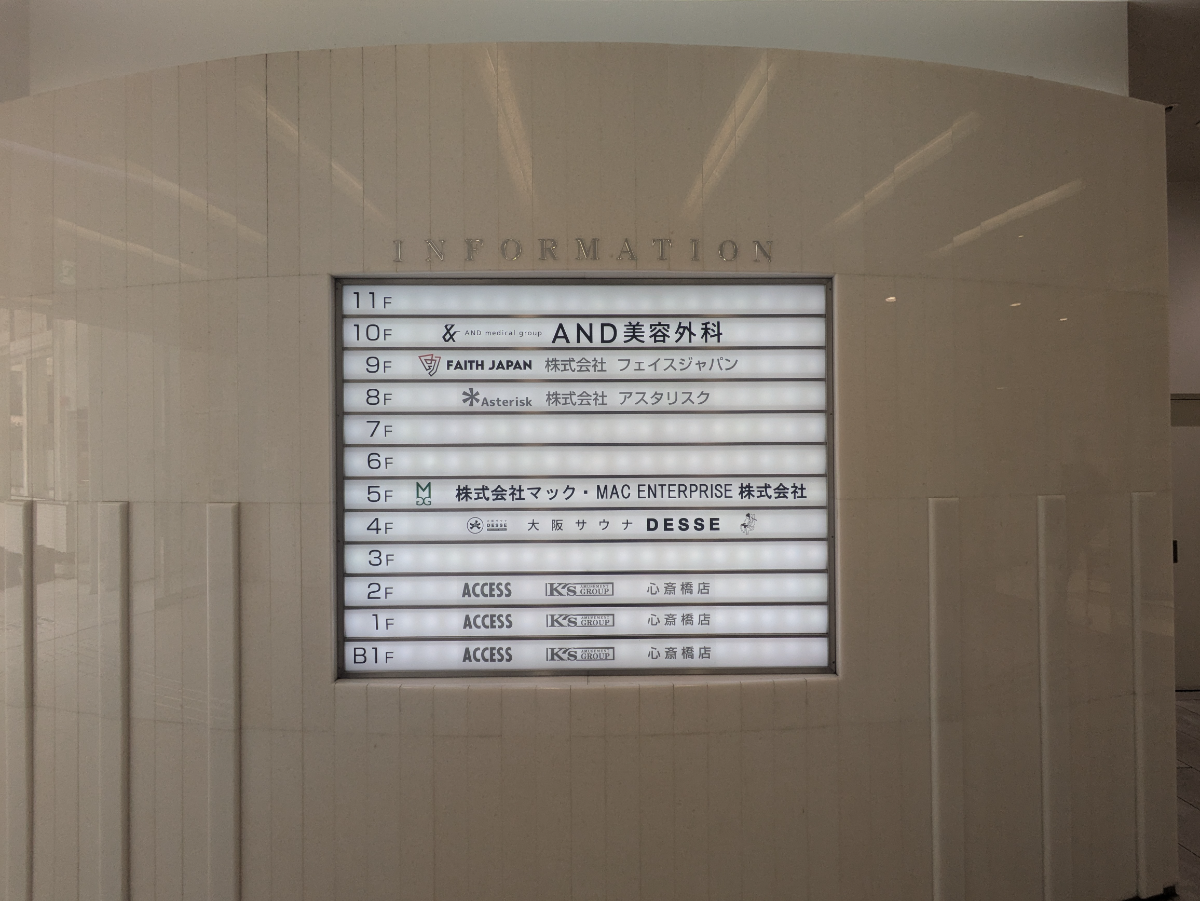 INFORMATION
11F
10F & AND medical group AND美容外科
9F FAITH JAPAN 株式会社 フェイスジャパン
8F *Asterisk 株式会社 アスタリスク
7F
6F
5F 株式会社マック・MAC ENTERPRISE 株式会社
4F DESSE 大阪サウナ DESSE
3F
2F ACCESS K's AMUSEMENT GROUP 心斎橋店
1F ACCESS K's AMUSEMENT GROUP 心斎橋店
B1F ACCESS K's AMUSEMENT GROUP 心斎橋店